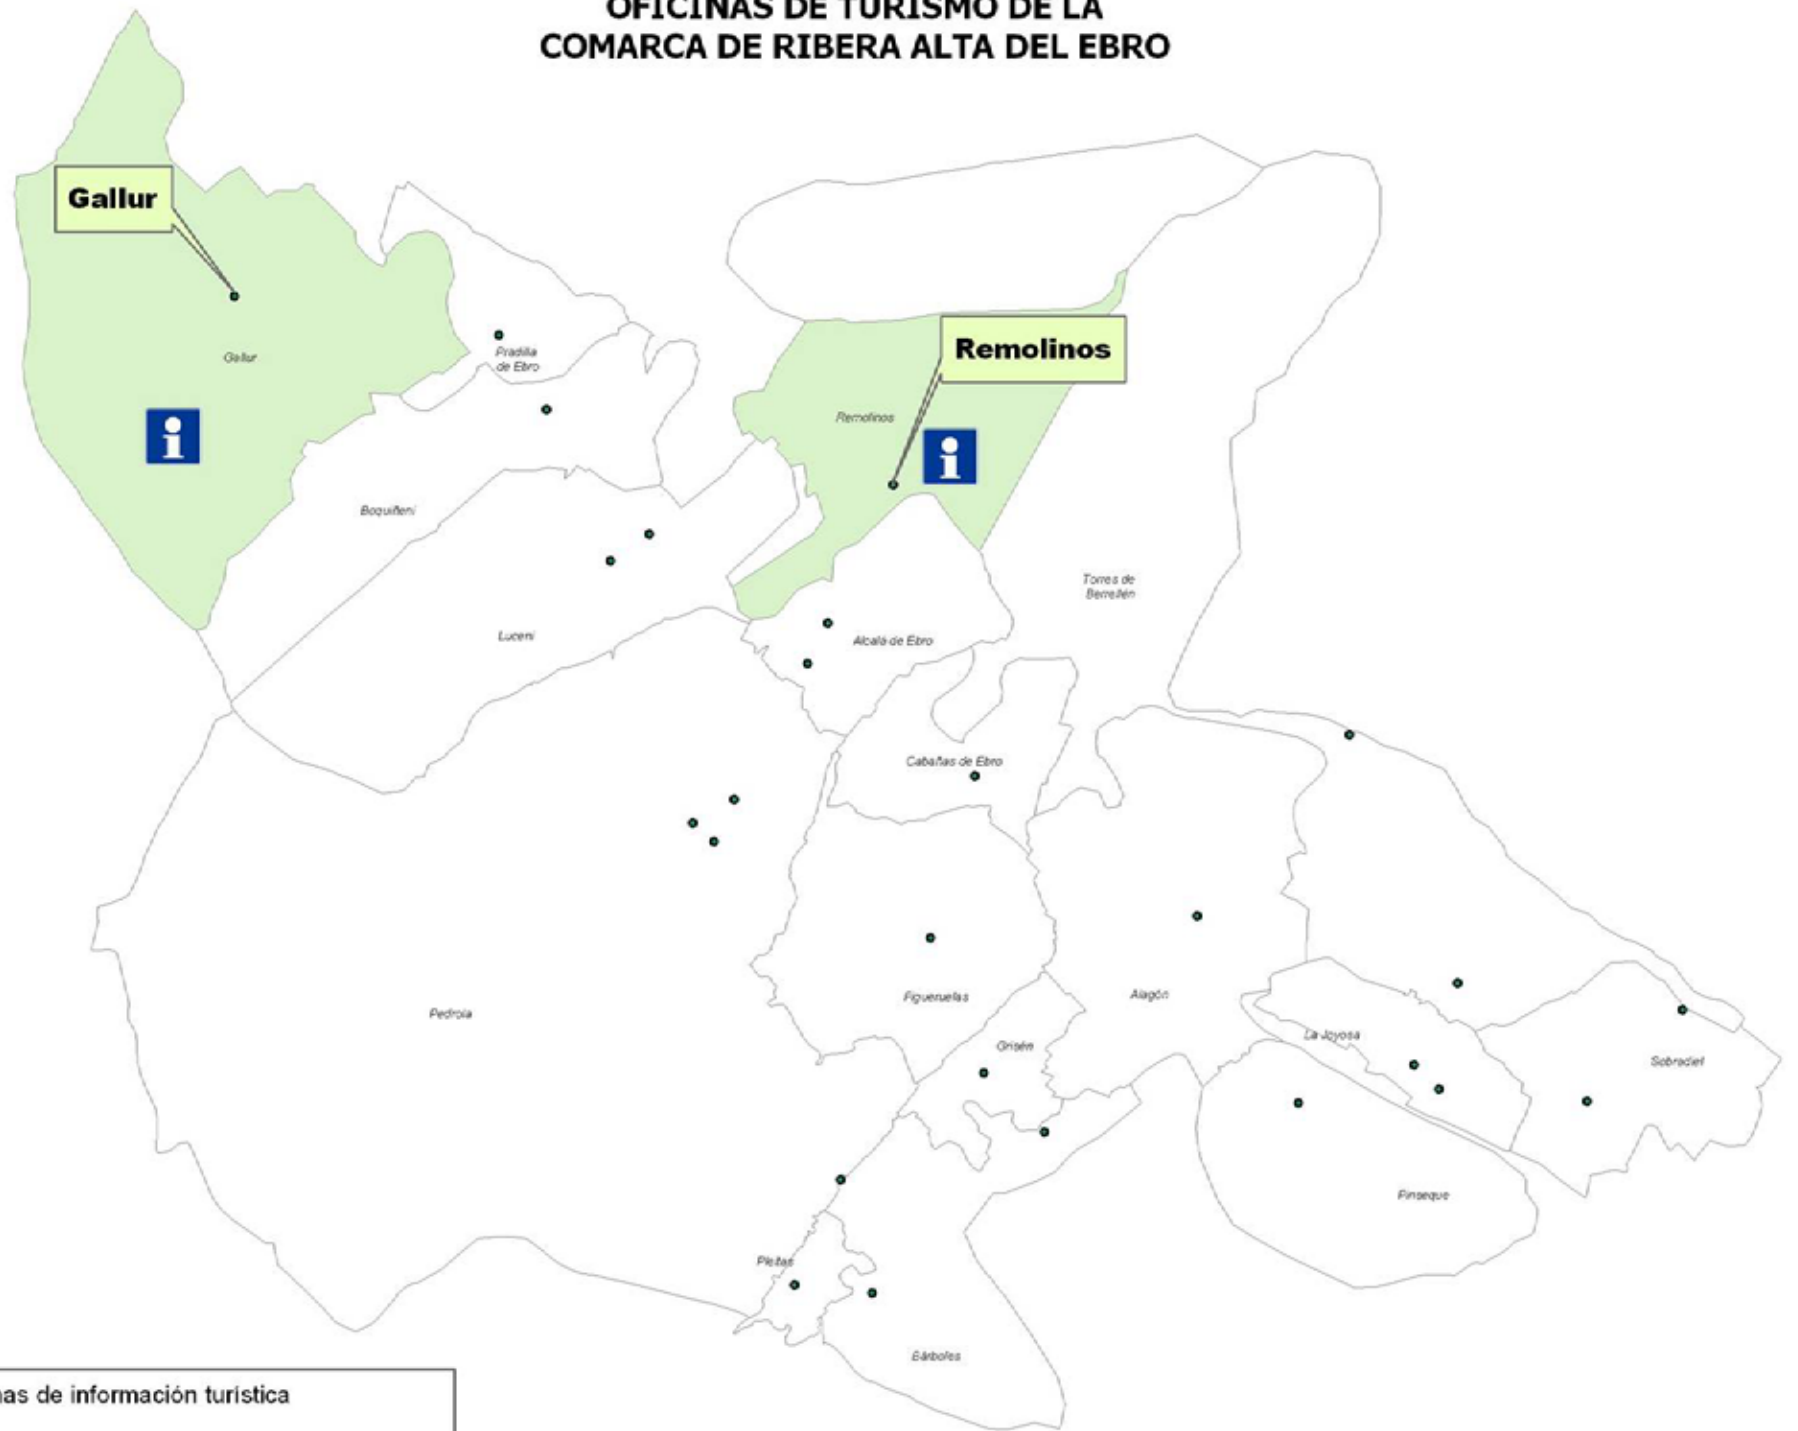 OFICINAS DE TURISMO DE LA
COMARCA DE RIBERA ALTA DEL EBRO
Gallur
Remolinos
Gallur
Pradilla
de Ebro
Remolinos
Boquiñeni
Torres de
Berrellén
Luceni
Alcalá de Ebro
Cabañas de Ebro
Pedrola
Figueruelas
Alagón
Grisén
La Joyosa
Sobradiel
Pinseque
Pleitas
Bárboles
nas de información turística